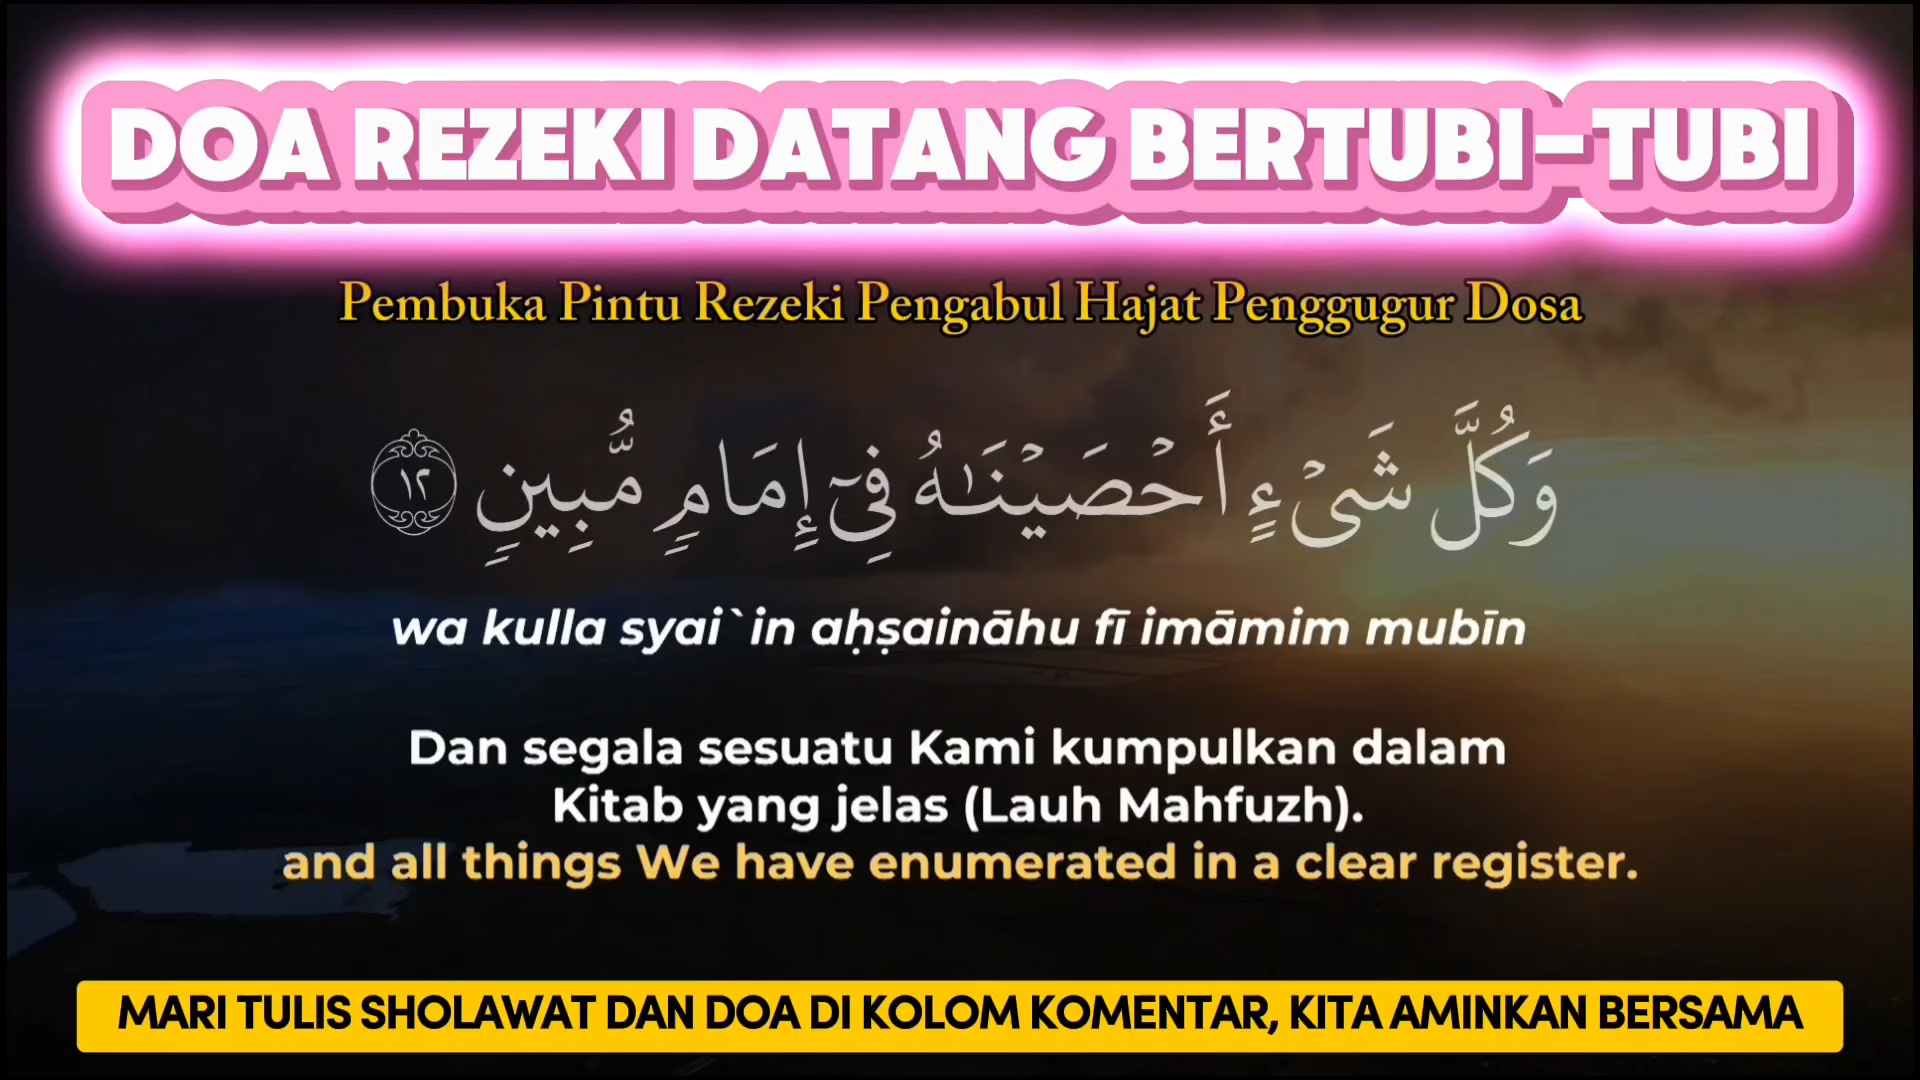 DOA REZEKI DATANG BERTUBI-TUBI
Pembuka Pintu Rezeki Pengabul Hajat Penggugur Dosa
وَكُلَّ شَىْءٍ أَحْصَيْنَٰهُ فِىٓ إِمَامٍ مُّبِينٍ ١٢
wa kulla syai`in aḥṣaināhu fī imāmim mubīn
Dan segala sesuatu Kami kumpulkan dalam
Kitab yang jelas (Lauh Mahfuzh).
and all things We have enumerated in a clear register.
MARI TULIS SHOLAWAT DAN DOA DI KOLOM KOMENTAR, KITA AMINKAN BERSAMA